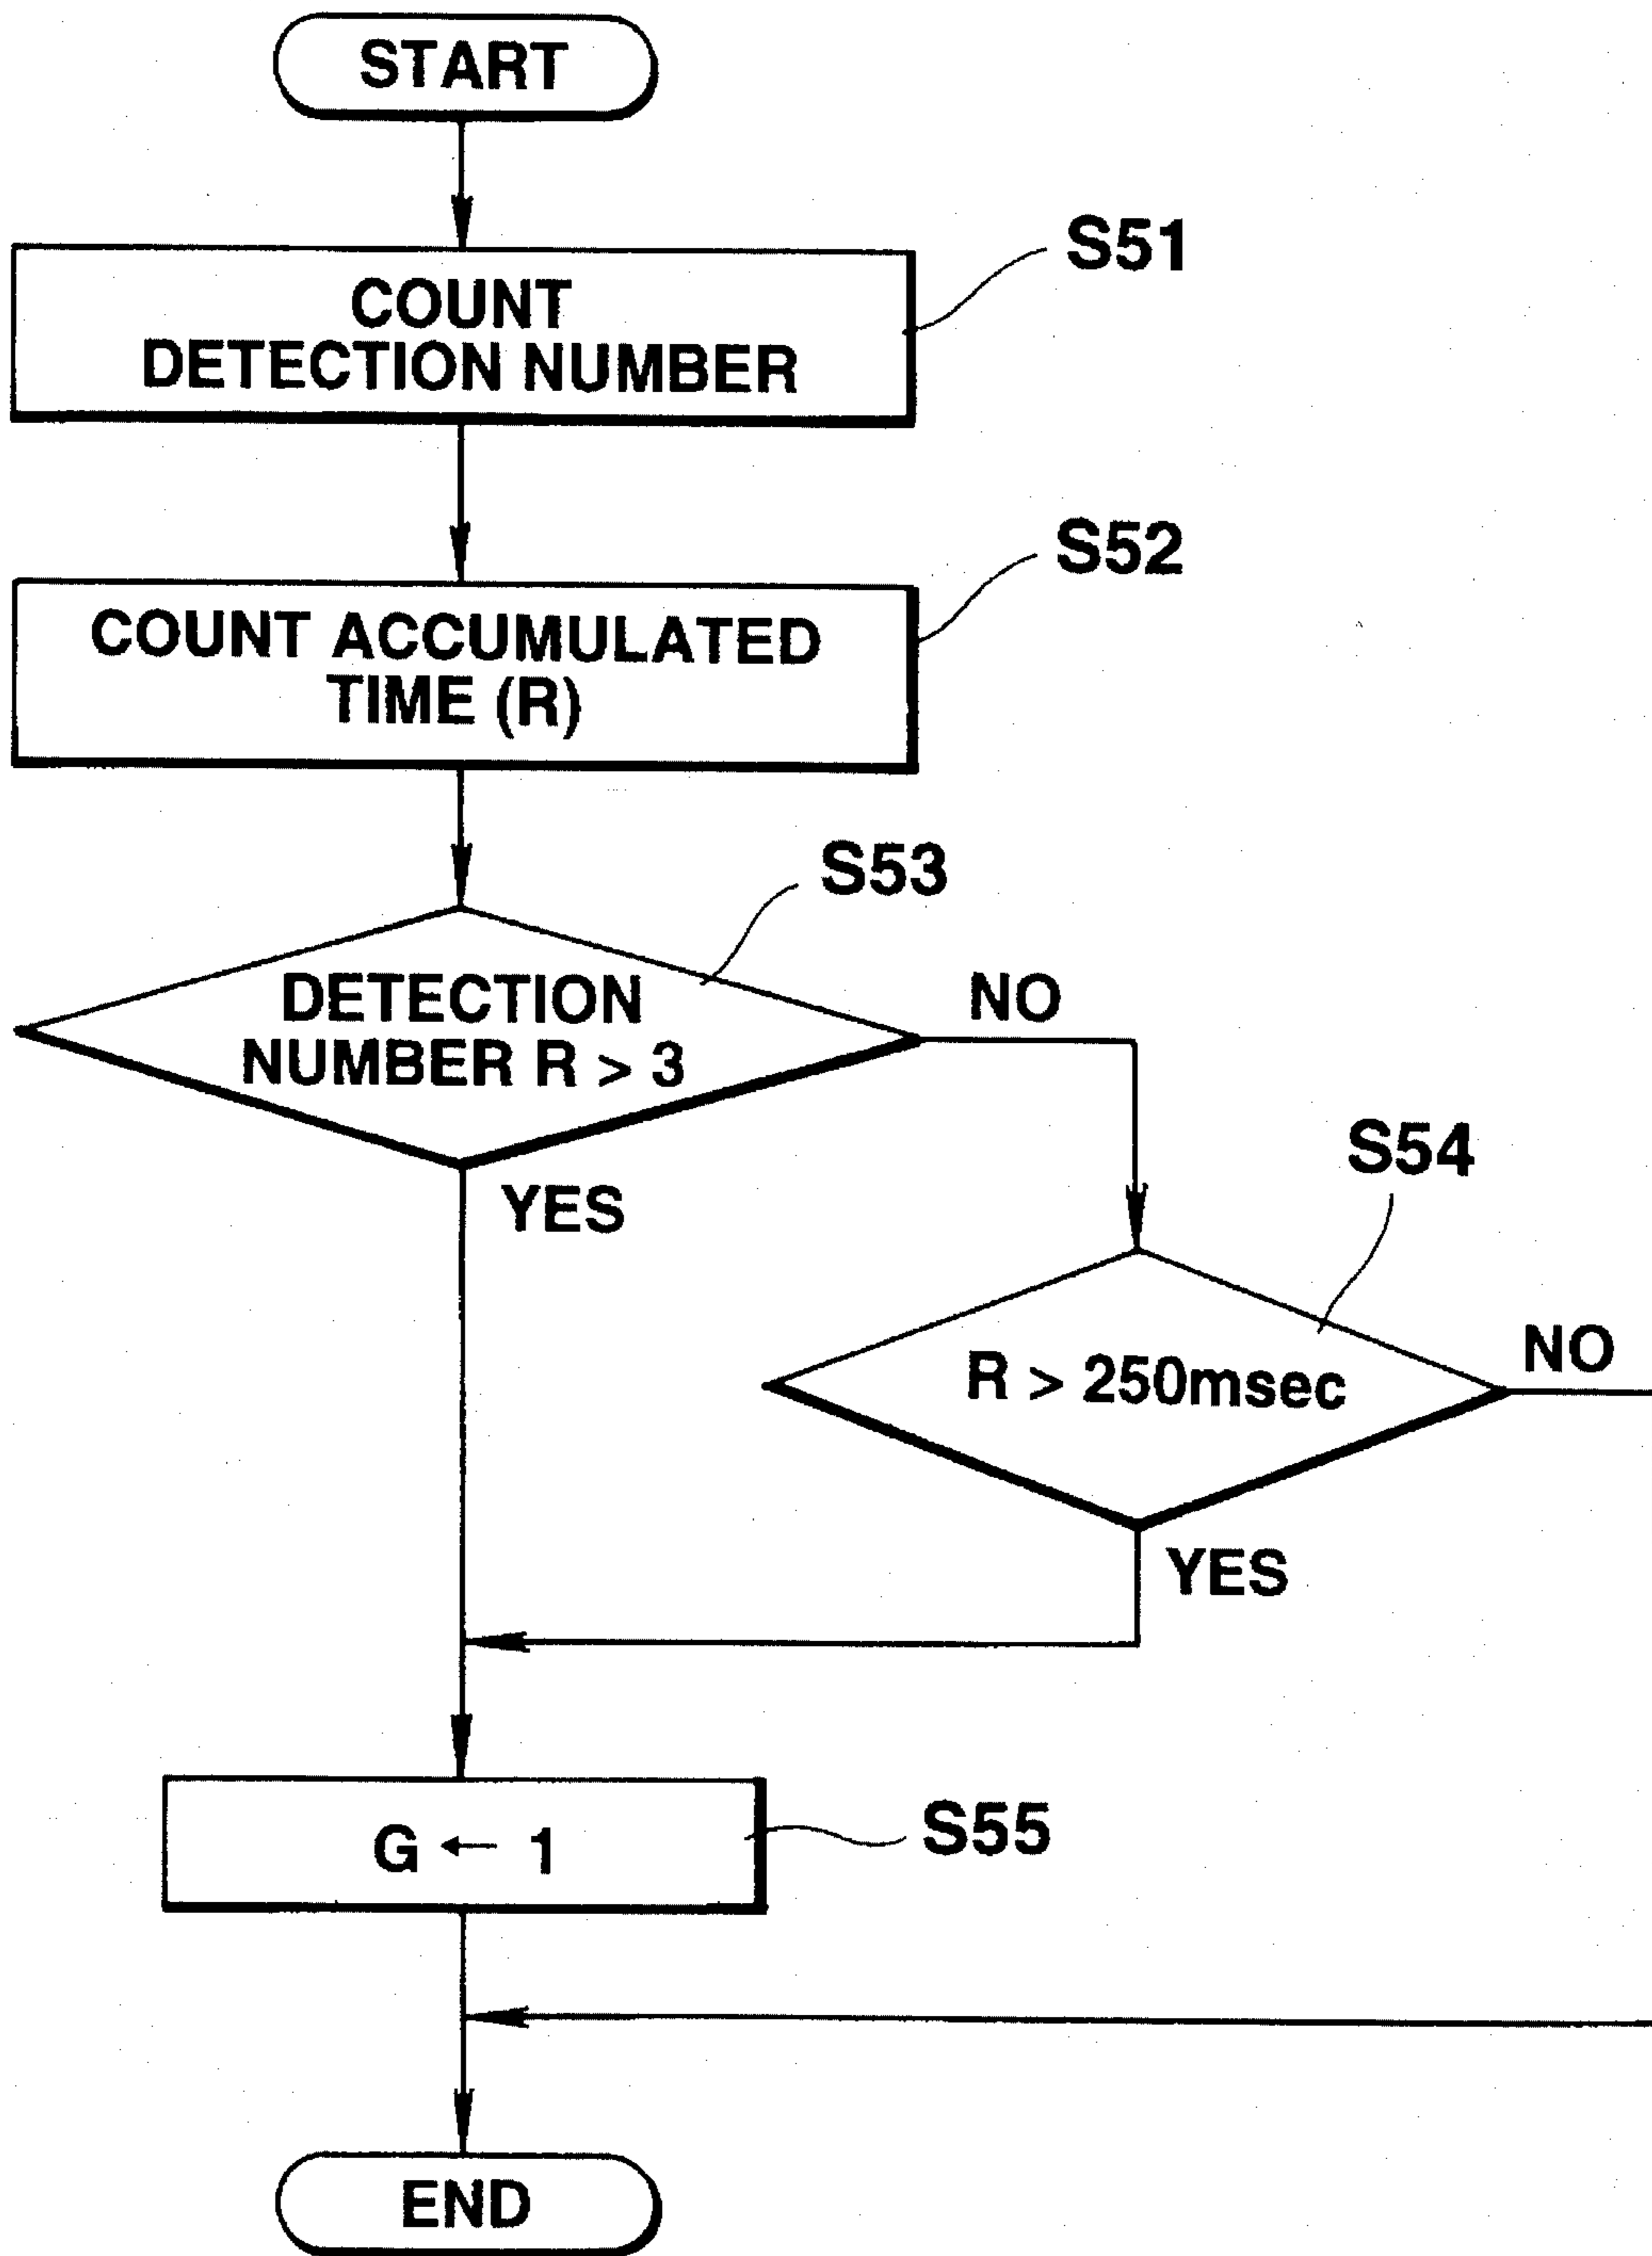 START
S51
COUNT
DETECTION NUMBER
S52
COUNT ACCUMULATED
TIME (R)
S53
DETECTION
NUMBER R > 3
NO
YES
S54
R > 250msec
NO
YES
G ← 1
S55
END